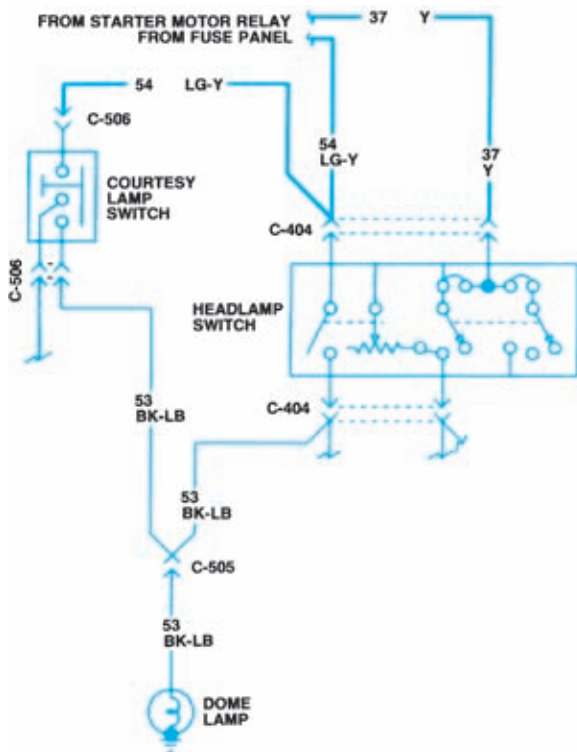 FROM STARTER MOTOR RELAY
37 Y
FROM FUSE PANEL
54 LG-Y
C-506
54
LG-Y
37
Y
COURTESY
LAMP
SWITCH
C-404
C-506
HEADLAMP
SWITCH
53
BK-LB
C-404
53
BK-LB
C-505
53
BK-LB
DOME
LAMP